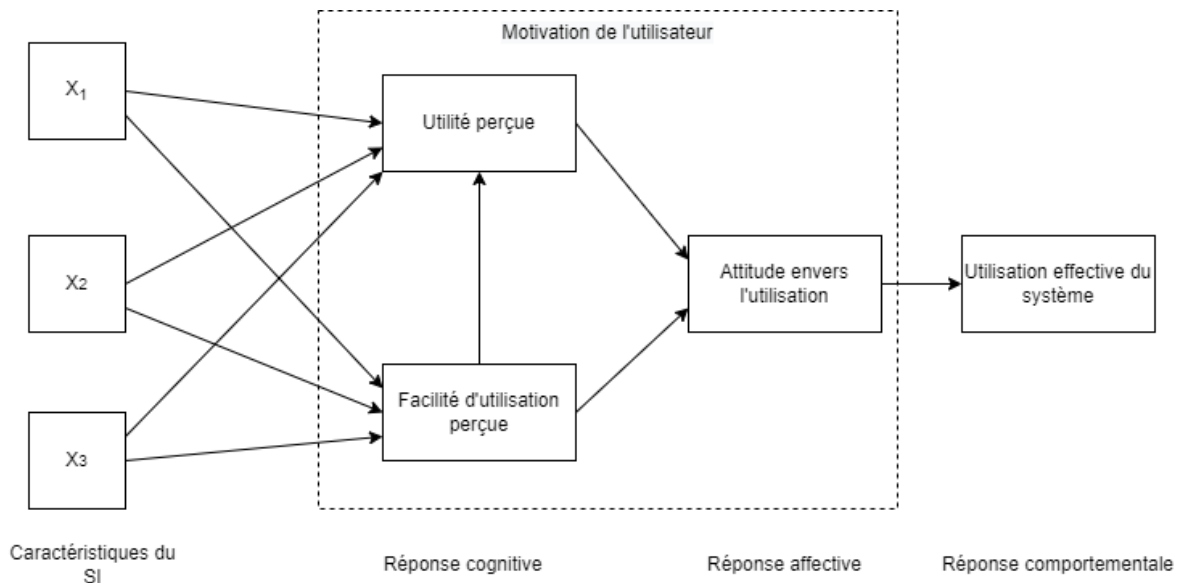 Motivation de l'utilisateur
X1
Utilité perçue
X2
Attitude envers
l'utilisation
Utilisation effective du
système
Facilité d'utilisation
perçue
X3
Caractéristiques du
SI
Réponse cognitive
Réponse affective
Réponse comportementale